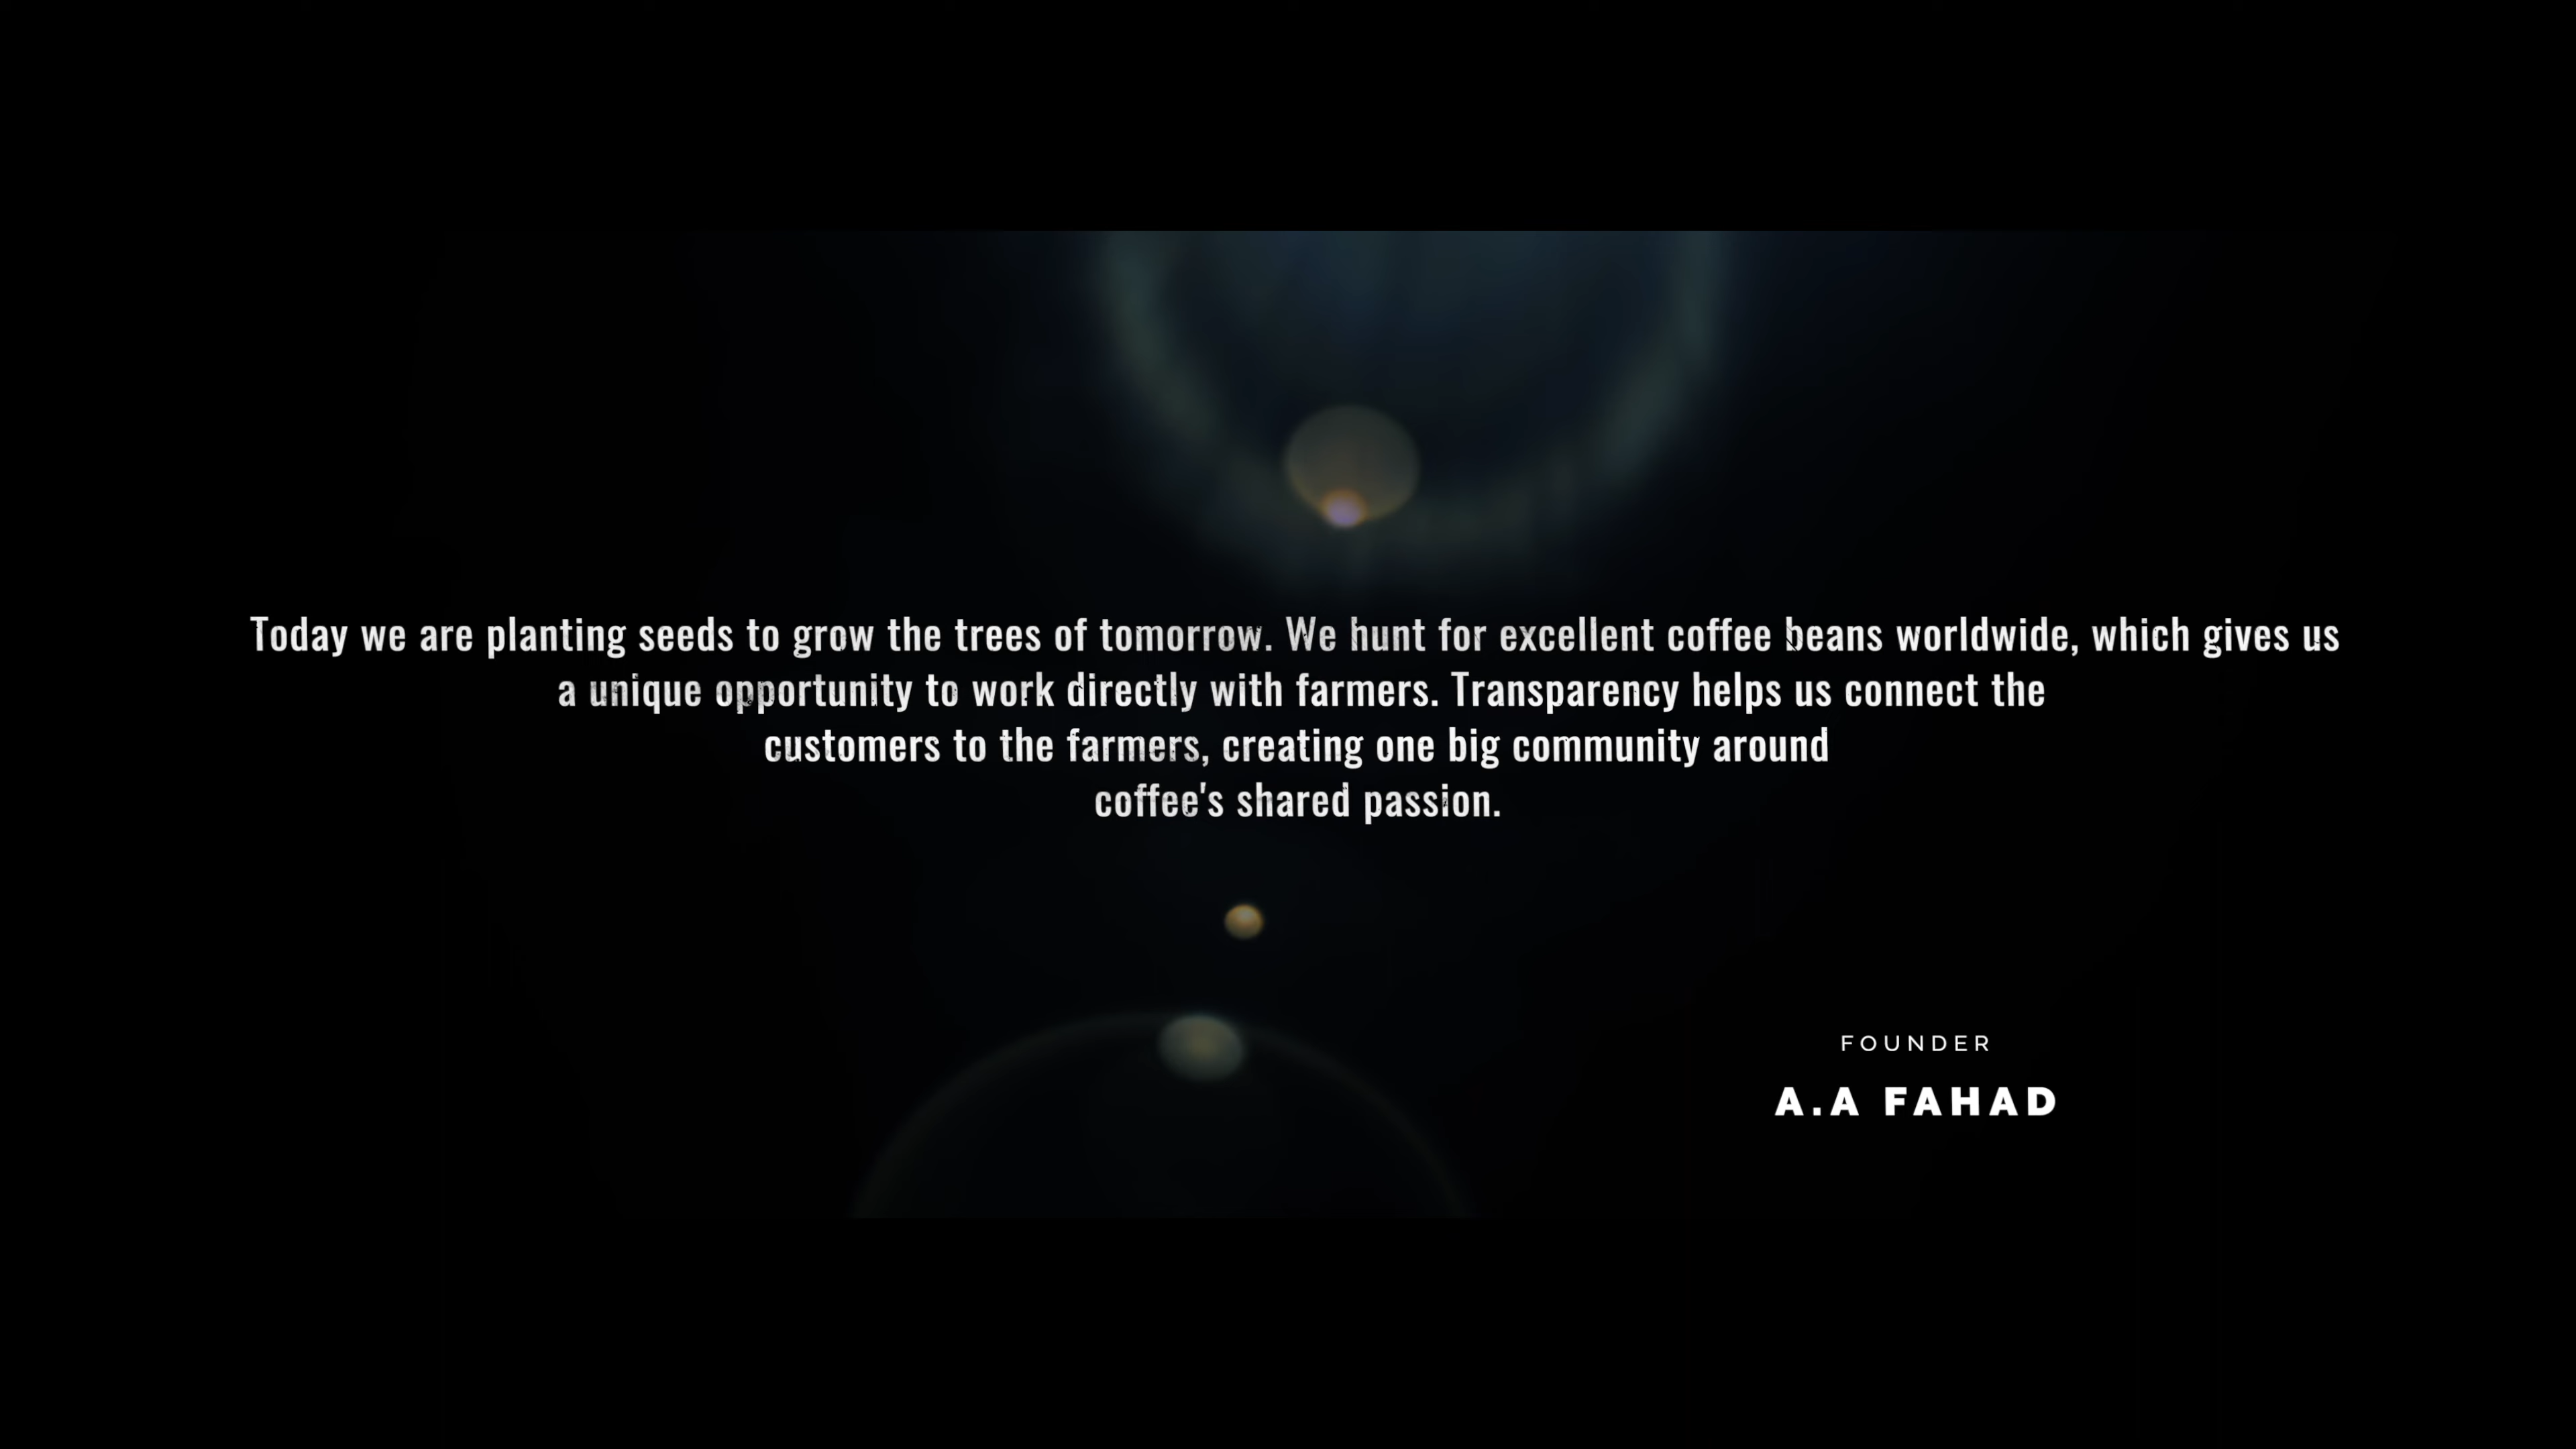 Today we are planting seeds to grow the trees of tomorrow. We hunt for excellent coffee beans worldwide, which gives us
a unique opportunity to work directly with farmers. Transparency helps us connect the
customers to the farmers, creating one big community around
coffee's shared passion.
FOUNDER
A.A FAHAD